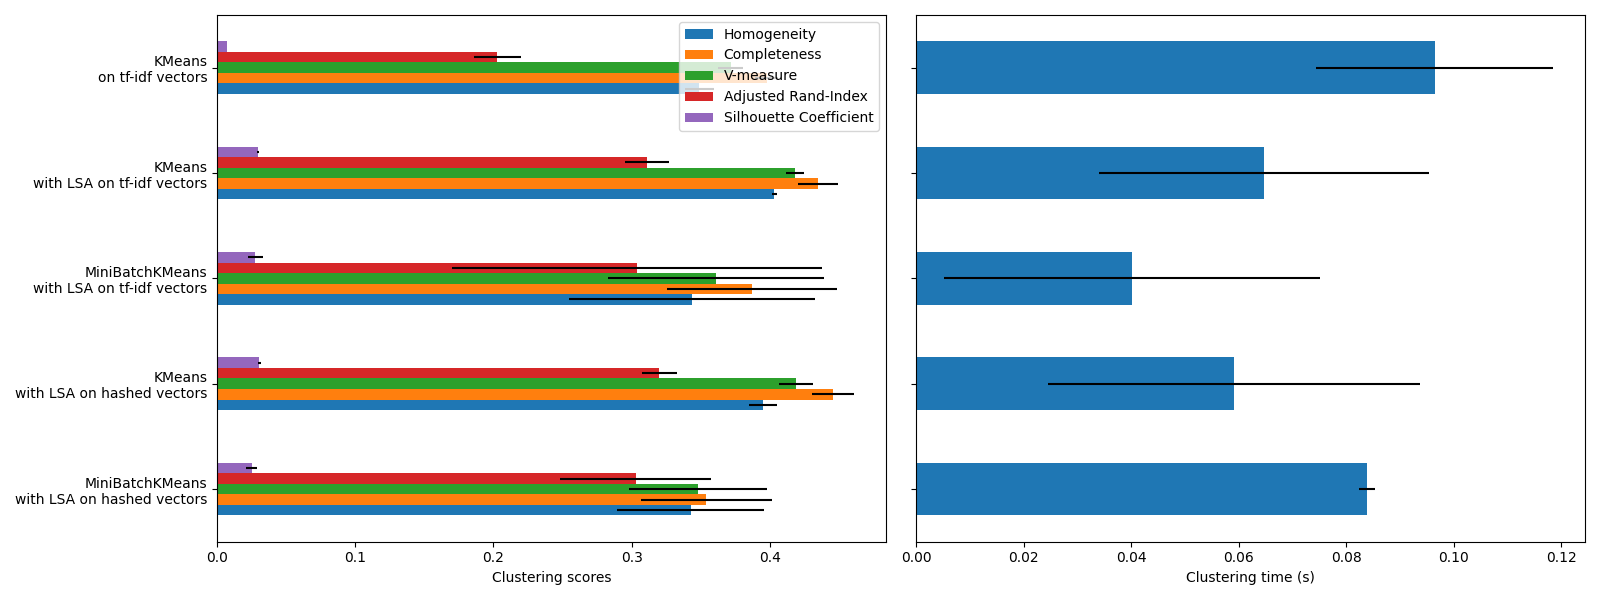 KMeans
on tf-idf vectors
KMeans
with LSA on tf-idf vectors
MiniBatchKMeans
with LSA on tf-idf vectors
KMeans
with LSA on hashed vectors
MiniBatchKMeans
with LSA on hashed vectors
Homogeneity
Completeness
V-measure
Adjusted Rand-Index
Silhouette Coefficient
0.0 0.1 0.2 0.3 0.4
Clustering scores
0.00 0.02 0.04 0.06 0.08 0.10 0.12
Clustering time (s)